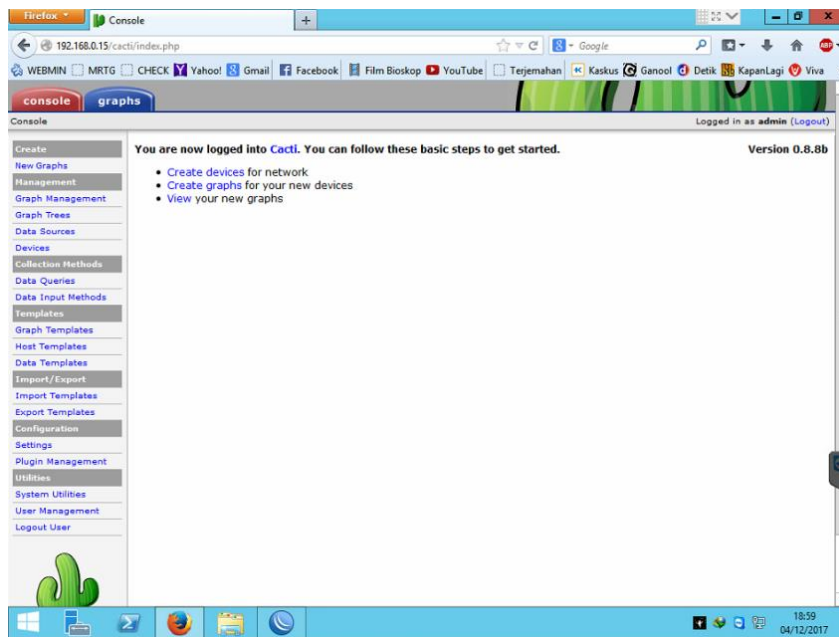 Firefox
Console
192.168.0.15/cacti/index.php
Google
WEBMIN MRTG CHECK Yahoo! Gmail Facebook Film Bioskop YouTube Terjemahan Kaskus Ganool Detik KapanLagi Viva
console graphs
Console Logged in as admin (Logout)
Create
New Graphs
Management
Graph Management
Graph Trees
Data Sources
Devices
Collection Methods
Data Queries
Data Input Methods
Templates
Graph Templates
Host Templates
Data Templates
Import/Export
Import Templates
Export Templates
Configuration
Settings
Plugin Management
Utilities
System Utilities
User Management
Logout User
You are now logged into Cacti. You can follow these basic steps to get started. Version 0.8.8b
Create devices for network
Create graphs for your new devices
View your new graphs
18:59
04/12/2017